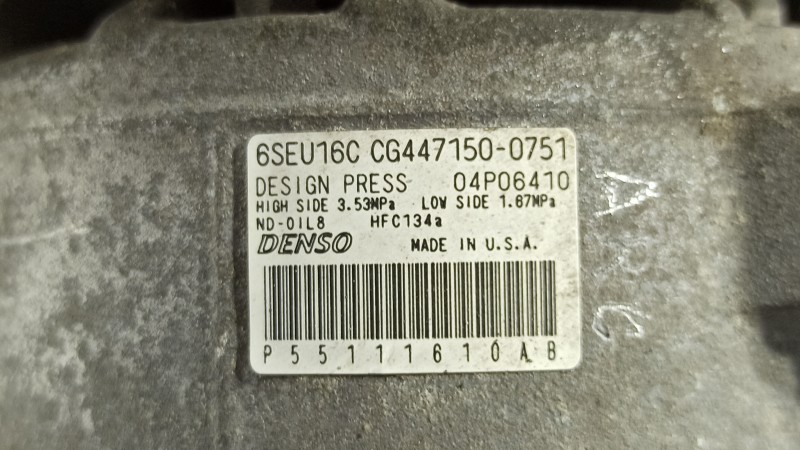 6SEU16C CG447150-0751
DESIGN PRESS 04P06410
HIGH SIDE 3.53MPa LOW SIDE 1.67MPa
ND-OIL8 HFC134a
DENSO MADE IN U.S.A.
P55111610AB
ARC